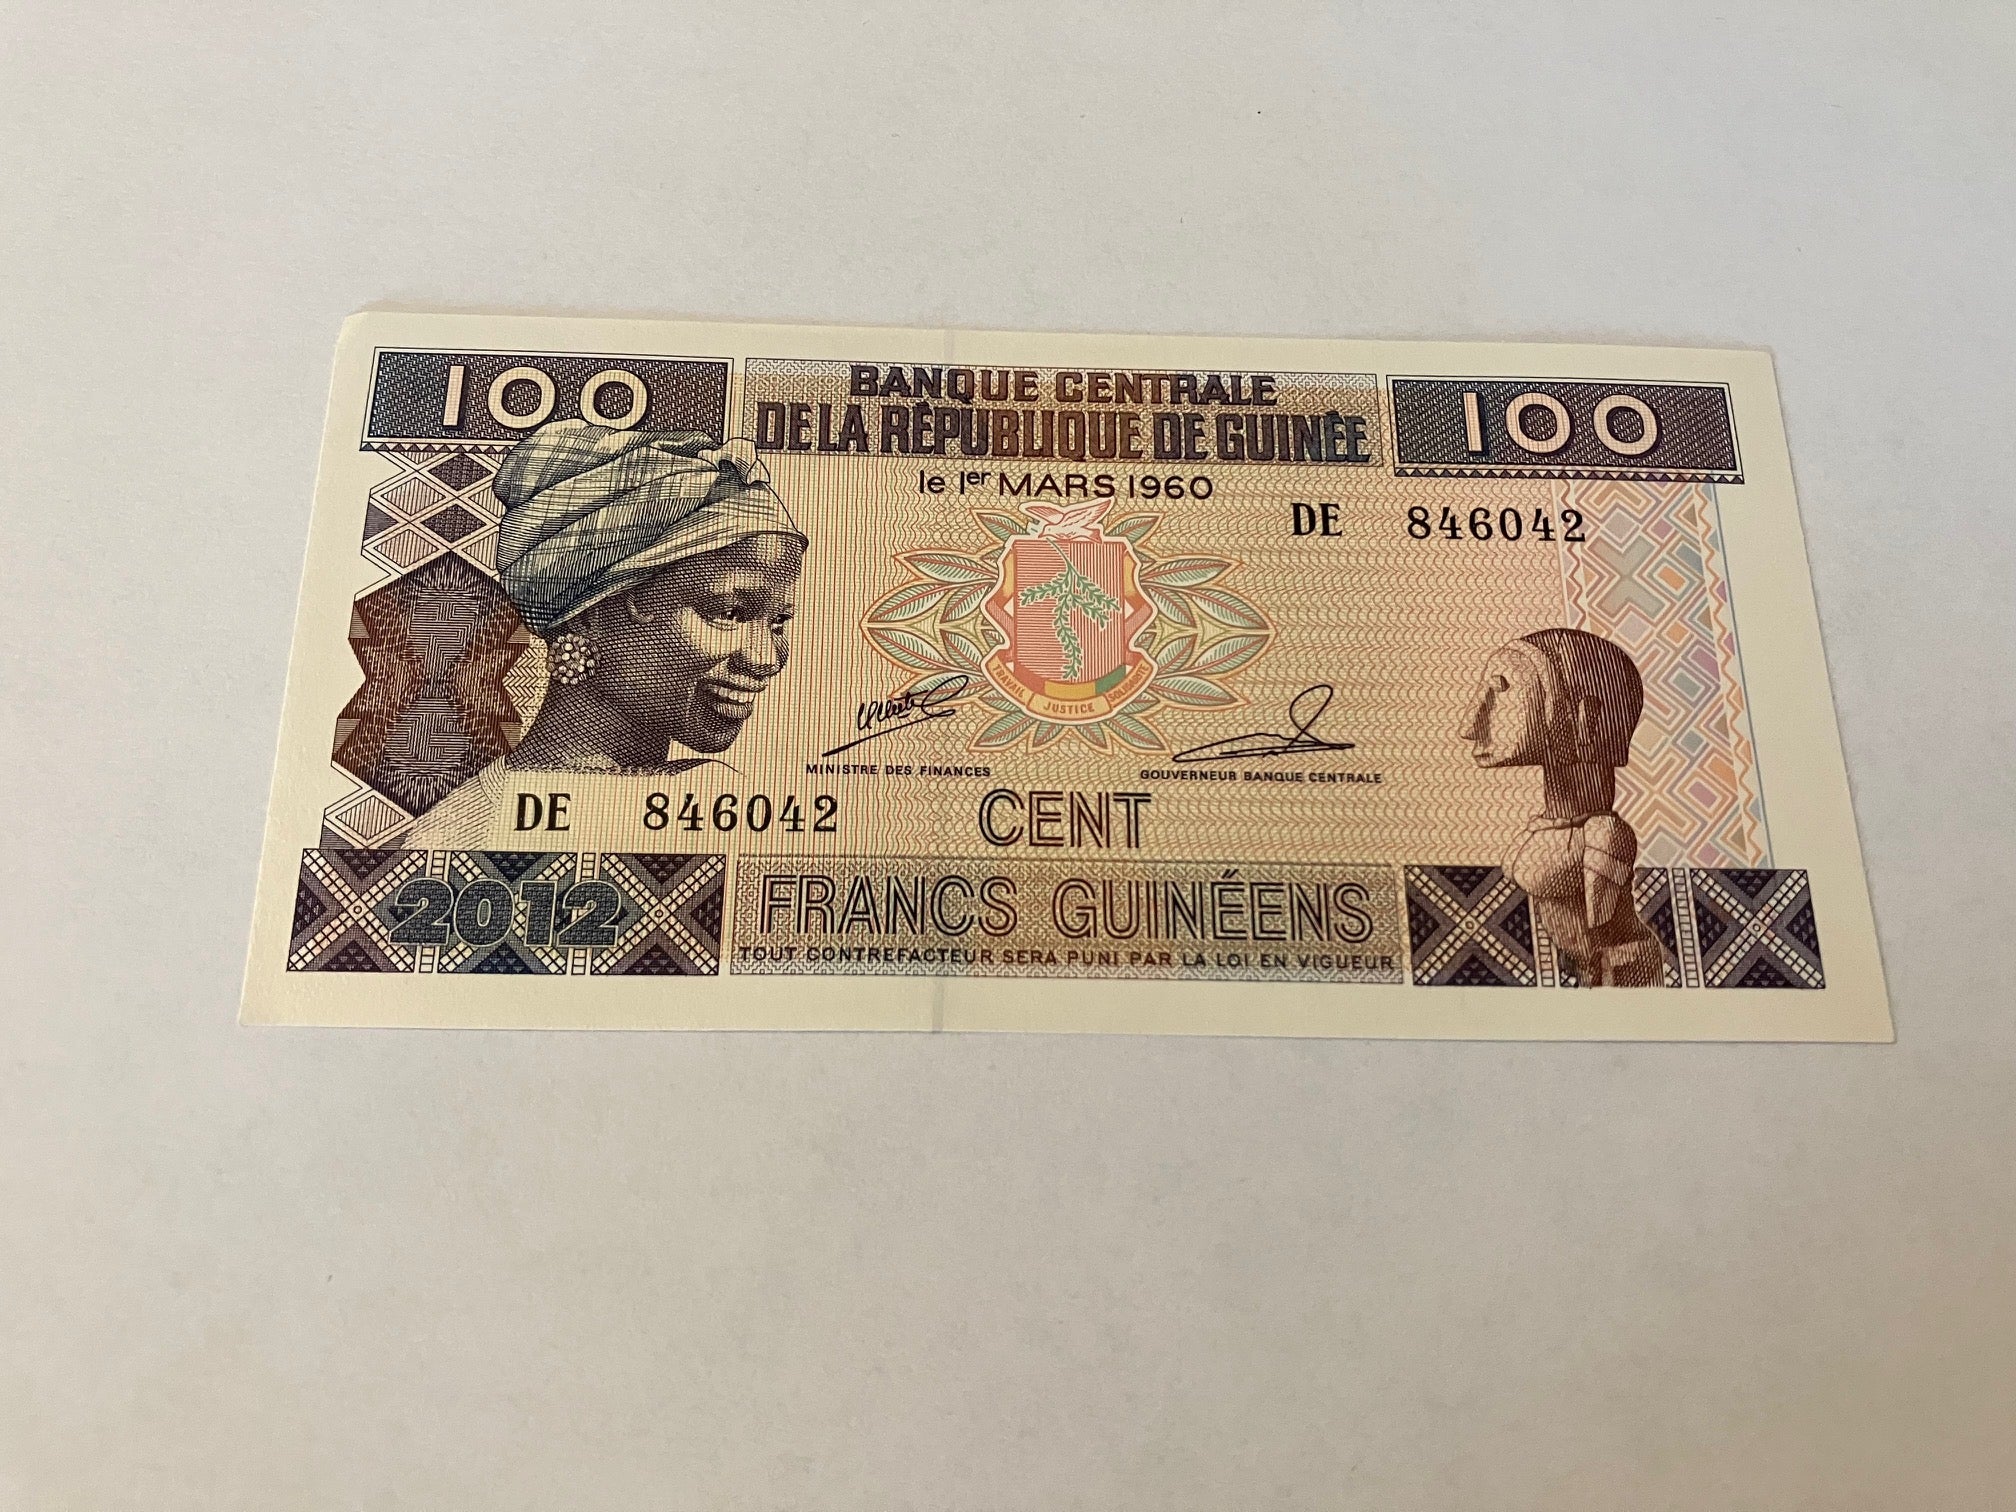 100
BANQUE CENTRALE
DE LA RÉPUBLIQUE DE GUINÉE
le 1er MARS 1960
100
DE 846042
TRAVAIL JUSTICE SOLIDARITÉ
MINISTRE DES FINANCES
GOUVERNEUR BANQUE CENTRALE
DE 846042
CENT
2012
FRANCS GUINÉENS
TOUT CONTREFACTEUR SERA PUNI PAR LA LOI EN VIGUEUR